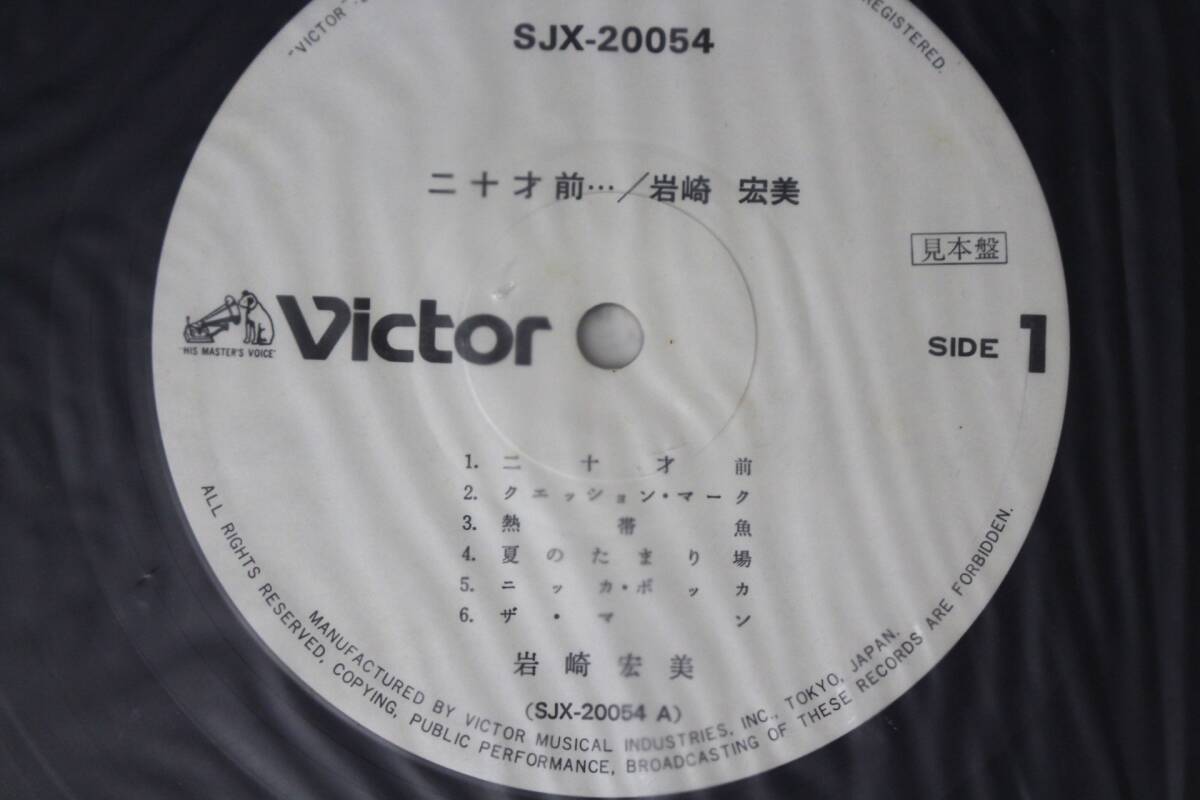 SJX-20054
"VICTOR"
REGISTERED.
二十才前…／岩崎 宏美
見本盤
"HIS MASTER'S VOICE"
Victor
SIDE 1
1. 二十才前
2. クエッション・マーク
3. 熱帯魚
4. 夏のたまり場
5. ニッカ・ボッカ
6. ザ・マン
岩崎宏美
(SJX-20054 A)
MANUFACTURED BY VICTOR MUSICAL INDUSTRIES, INC., TOKYO, JAPAN.
ALL RIGHTS RESERVED, COPYING, PUBLIC PERFORMANCE, BROADCASTING OF THESE RECORDS ARE FORBIDDEN.